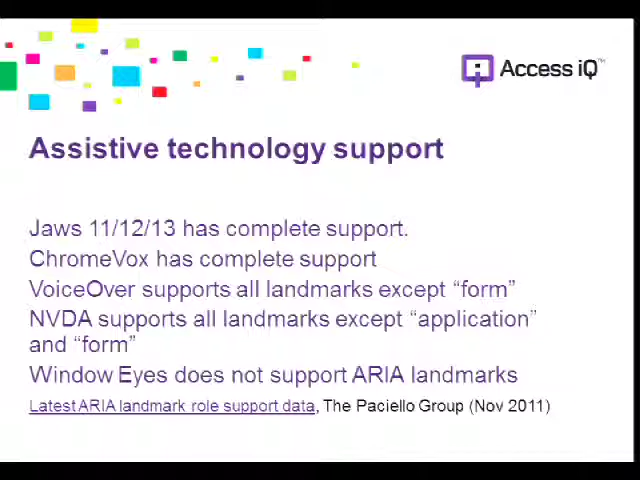 Access iQ™
Assistive technology support
Jaws 11/12/13 has complete support.
ChromeVox has complete support
VoiceOver supports all landmarks except “form”
NVDA supports all landmarks except “application”
and “form”
Window Eyes does not support ARIA landmarks
Latest ARIA landmark role support data, The Paciello Group (Nov 2011)